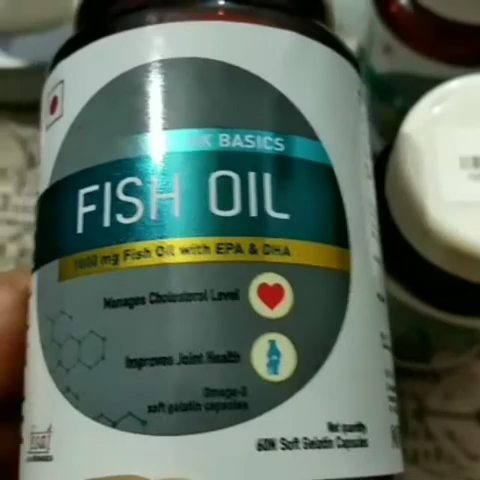 BASICS
FISH OIL
1000 mg Fish Oil with EPA & DHA
Manages Cholesterol Level
Improves Joint Health
Omega-3
soft gelatin capsules
Net quantity
60N Soft Gelatin Capsules